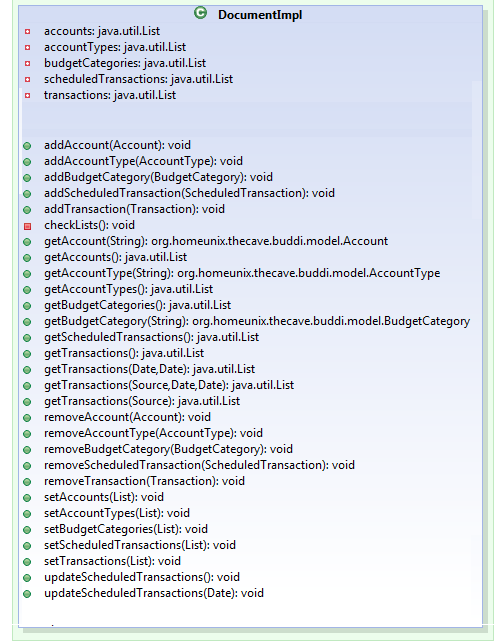 DocumentImpl
accounts: java.util.List
accountTypes: java.util.List
budgetCategories: java.util.List
scheduledTransactions: java.util.List
transactions: java.util.List
addAccount(Account): void
addAccountType(AccountType): void
addBudgetCategory(BudgetCategory): void
addScheduledTransaction(ScheduledTransaction): void
addTransaction(Transaction): void
checkLists(): void
getAccount(String): org.homeunix.thecave.buddi.model.Account
getAccounts(): java.util.List
getAccountType(String): org.homeunix.thecave.buddi.model.AccountType
getAccountTypes(): java.util.List
getBudgetCategories(): java.util.List
getBudgetCategory(String): org.homeunix.thecave.buddi.model.BudgetCategory
getScheduledTransactions(): java.util.List
getTransactions(): java.util.List
getTransactions(Date,Date): java.util.List
getTransactions(Source,Date,Date): java.util.List
getTransactions(Source): java.util.List
removeAccount(Account): void
removeAccountType(AccountType): void
removeBudgetCategory(BudgetCategory): void
removeScheduledTransaction(ScheduledTransaction): void
removeTransaction(Transaction): void
setAccounts(List): void
setAccountTypes(List): void
setBudgetCategories(List): void
setScheduledTransactions(List): void
setTransactions(List): void
updateScheduledTransactions(): void
updateScheduledTransactions(Date): void